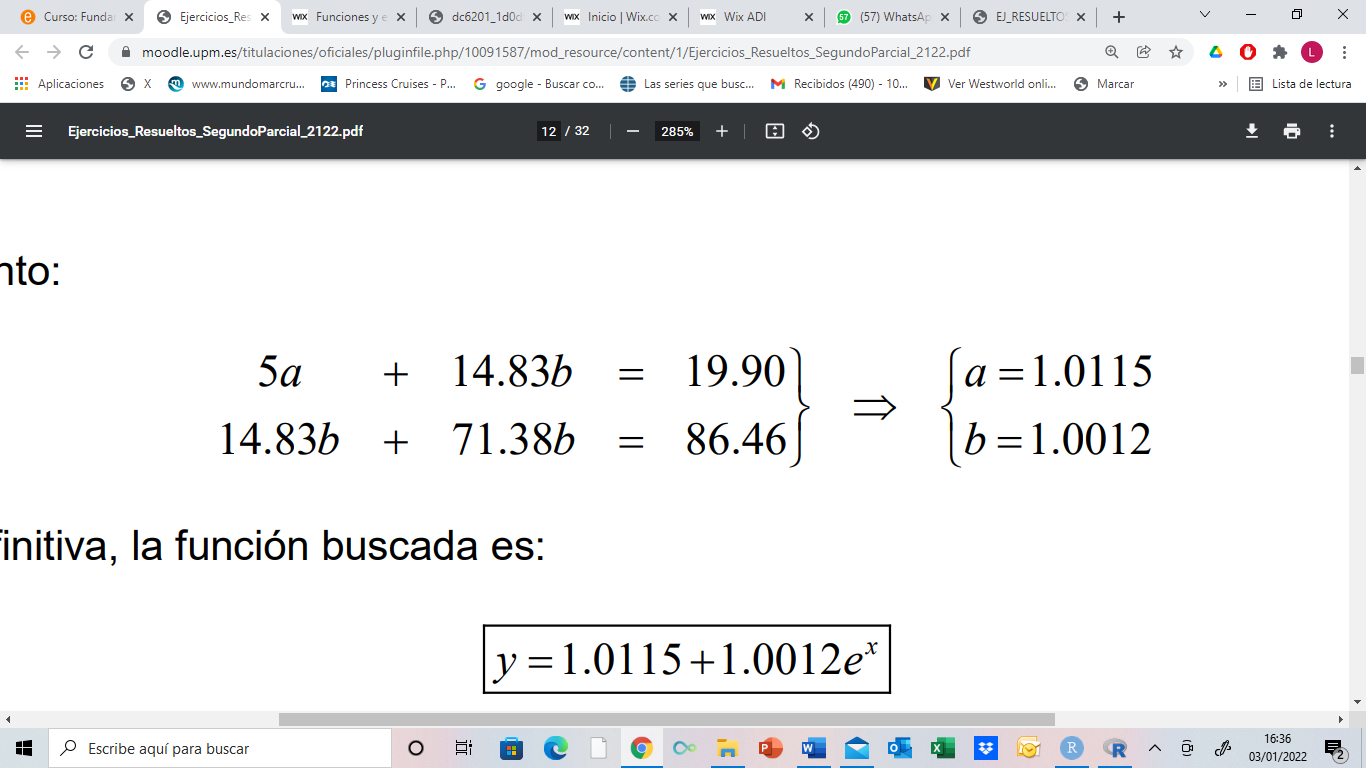 Curso: Fundar
Ejercicios_Res
Funciones y e
dc6201_1d0d
Inicio | Wix.co
Wix ADI
(57) WhatsAp
EJ_RESUELTO
moodle.upm.es/titulaciones/oficiales/pluginfile.php/10091587/mod_resource/content/1/Ejercicios_Resueltos_SegundoParcial_2122.pdf
Aplicaciones
X
www.mundomarcru...
Princess Cruises - P...
google - Buscar co...
Las series que busc...
Recibidos (490) - 10...
Ver Westworld onli...
Marcar
»
Lista de lectura
Ejercicios_Resueltos_SegundoParcial_2122.pdf
12 / 32
285%
nto:
5a + 14.83b = 19.90 } ⇒ { a = 1.0115
14.83b + 71.38b = 86.46 } { b = 1.0012
finitiva, la función buscada es:
y = 1.0115 + 1.0012eˣ
Escribe aquí para buscar
16:36
03/01/2022
2